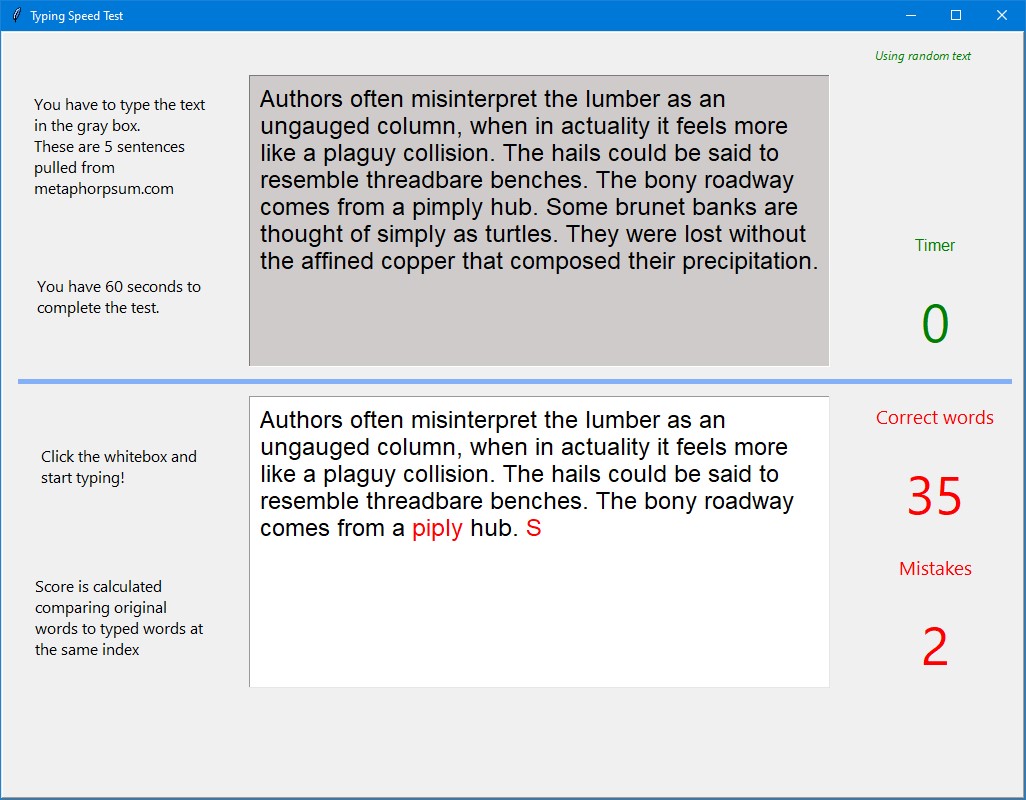 Typing Speed Test
Using random text
You have to type the text
in the gray box.
These are 5 sentences
pulled from
metaphorpsum.com
You have 60 seconds to
complete the test.
Authors often misinterpret the lumber as an
ungauged column, when in actuality it feels more
like a plaguy collision. The hails could be said to
resemble threadbare benches. The bony roadway
comes from a pimply hub. Some brunet banks are
thought of simply as turtles. They were lost without
the affined copper that composed their precipitation.
Timer
0
Click the whitebox and
start typing!
Score is calculated
comparing original
words to typed words at
the same index
Authors often misinterpret the lumber as an
ungauged column, when in actuality it feels more
like a plaguy collision. The hails could be said to
resemble threadbare benches. The bony roadway
comes from a piply hub. S
Correct words
35
Mistakes
2